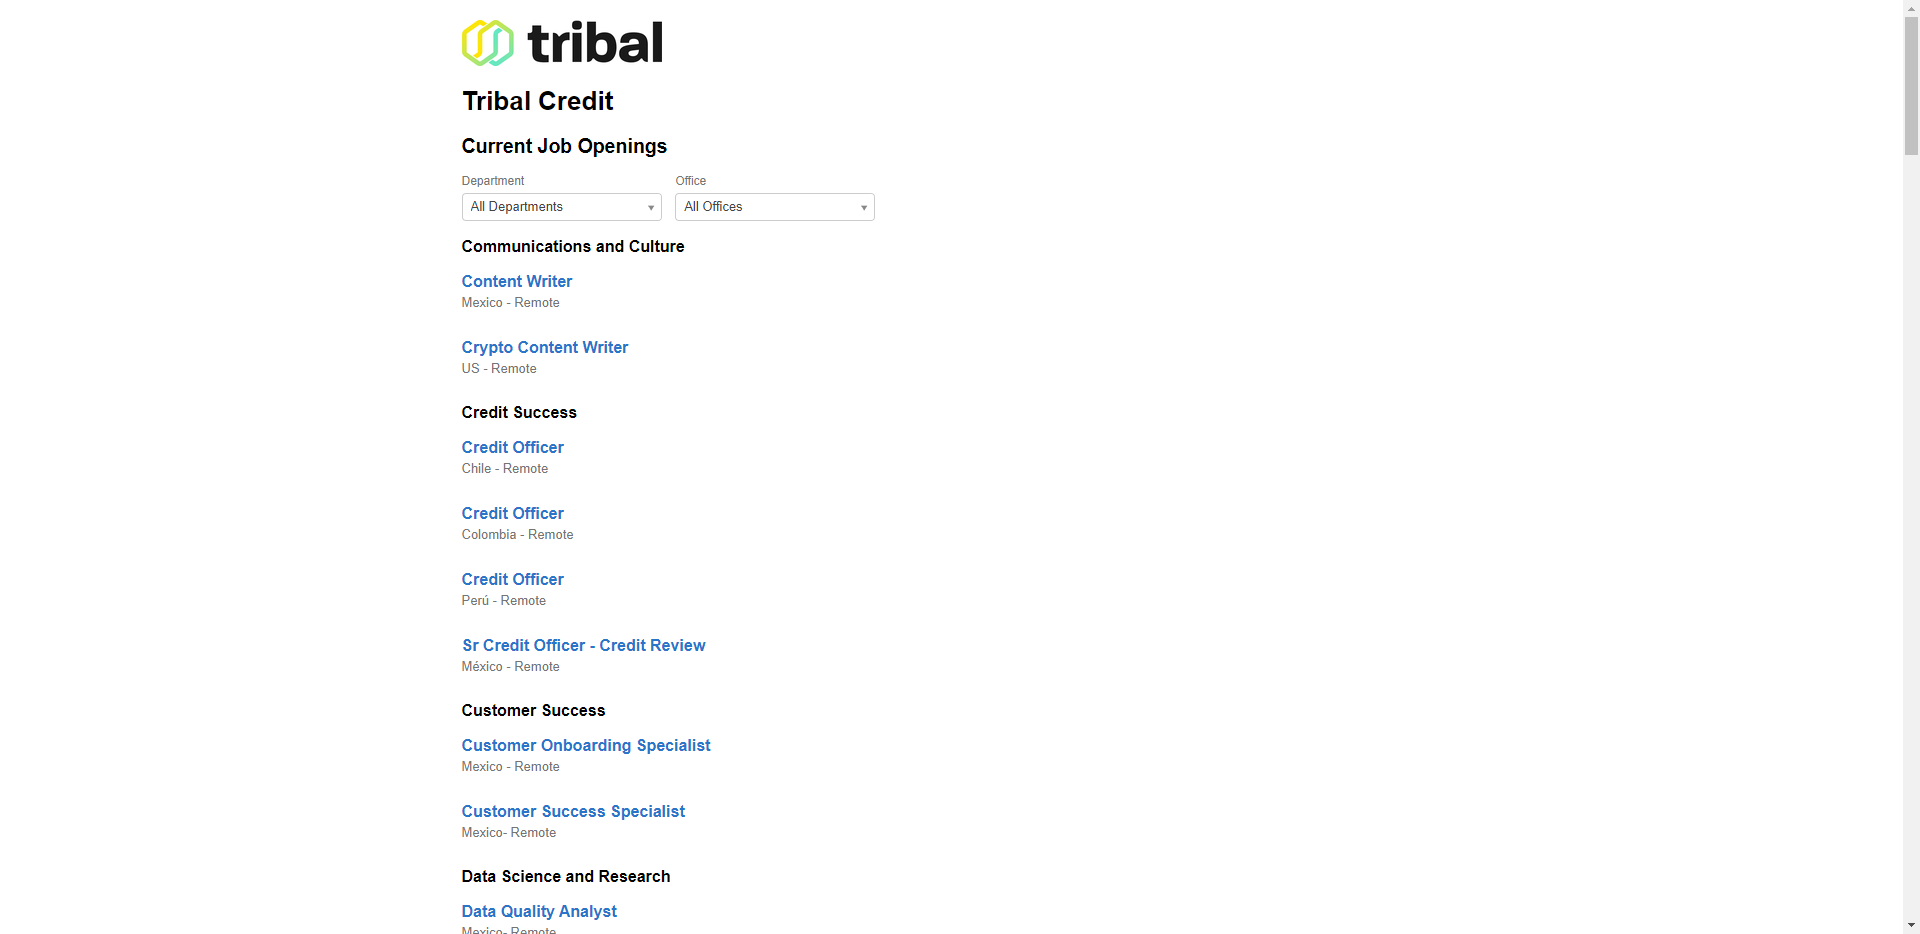 tribal
Tribal Credit
Current Job Openings
Department Office
All Departments All Offices
Communications and Culture
Content Writer
Mexico - Remote
Crypto Content Writer
US - Remote
Credit Success
Credit Officer
Chile - Remote
Credit Officer
Colombia - Remote
Credit Officer
Perú - Remote
Sr Credit Officer - Credit Review
México - Remote
Customer Success
Customer Onboarding Specialist
Mexico - Remote
Customer Success Specialist
Mexico- Remote
Data Science and Research
Data Quality Analyst
Mexico- Remote